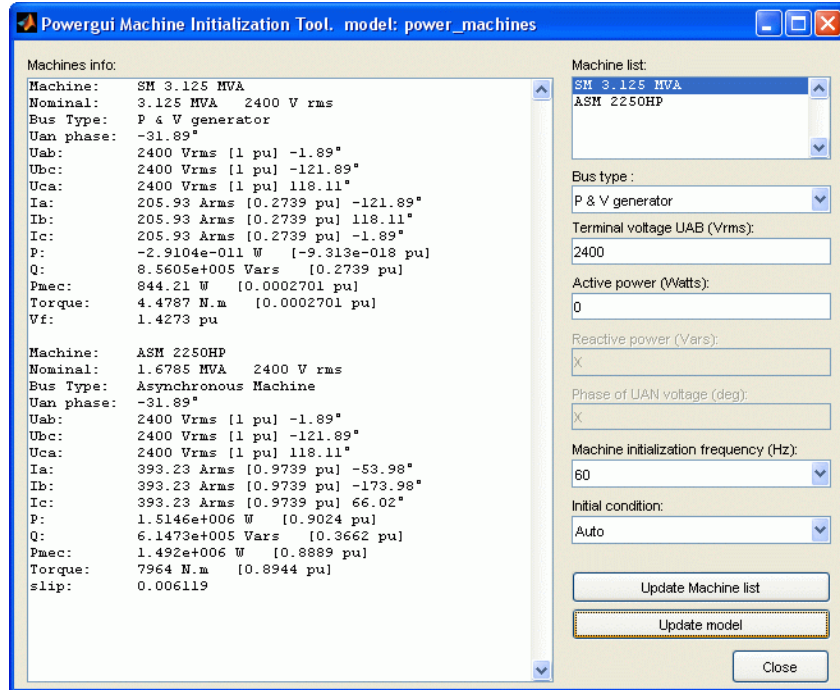 Powergui Machine Initialization Tool. model: power_machines
Machines info:
Machine: SM 3.125 MVA
Nominal: 3.125 MVA 2400 V rms
Bus Type: P & V generator
Uan phase: -31.89°
Uab: 2400 Vrms [1 pu] -1.89°
Ubc: 2400 Vrms [1 pu] -121.89°
Uca: 2400 Vrms [1 pu] 118.11°
Ia: 205.93 Arms [0.2739 pu] -121.89°
Ib: 205.93 Arms [0.2739 pu] 118.11°
Ic: 205.93 Arms [0.2739 pu] -1.89°
P: -2.9104e-011 W [-9.313e-018 pu]
Q: 8.5605e+005 Vars [0.2739 pu]
Pmec: 844.21 W [0.0002701 pu]
Torque: 4.4787 N.m [0.0002701 pu]
Vf: 1.4273 pu
Machine: ASM 2250HP
Nominal: 1.6785 MVA 2400 V rms
Bus Type: Asynchronous Machine
Uan phase: -31.89°
Uab: 2400 Vrms [1 pu] -1.89°
Ubc: 2400 Vrms [1 pu] -121.89°
Uca: 2400 Vrms [1 pu] 118.11°
Ia: 393.23 Arms [0.9739 pu] -53.98°
Ib: 393.23 Arms [0.9739 pu] -173.98°
Ic: 393.23 Arms [0.9739 pu] 66.02°
P: 1.5146e+006 W [0.9024 pu]
Q: 6.1473e+005 Vars [0.3662 pu]
Pmec: 1.492e+006 W [0.8889 pu]
Torque: 7964 N.m [0.8944 pu]
slip: 0.006119
Machine list:
SM 3.125 MVA
ASM 2250HP
Bus type :
P & V generator
Terminal voltage UAB (Vrms):
2400
Active power (Watts):
0
Reactive power (Vars):
X
Phase of UAN voltage (deg):
X
Machine initialization frequency (Hz):
60
Initial condition:
Auto
Update Machine list
Update model
Close